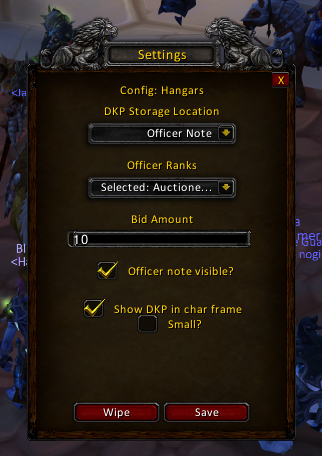 Settings
X
Config: Hangars
DKP Storage Location
Officer Note
Officer Ranks
Selected: Auctione...
Bid Amount
10
Officer note visible?
Show DKP in char frame
Small?
Wipe
Save